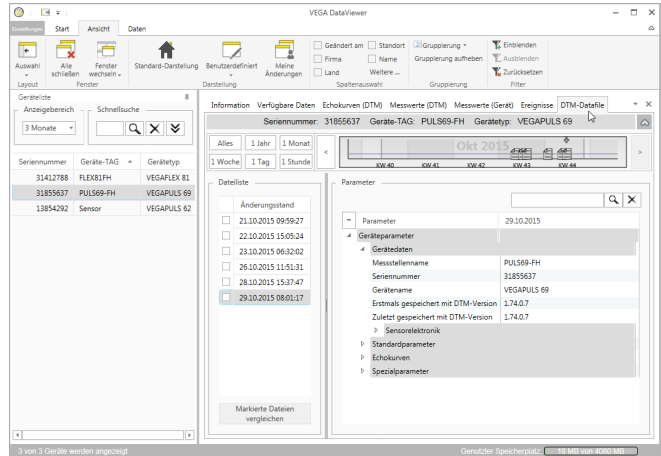 VEGA DataViewer
Einstellungen Start Ansicht Daten
Auswahl
Alle schließen
Fenster wechseln
Standard-Darstellung
Benutzerdefiniert
Meine Änderungen
Geändert am Standort
Firma Name
Land Weitere ...
Gruppierung
Gruppierung aufheben
Einblenden
Ausblenden
Zurücksetzen
Layout Fenster Darstellung Spaltenauswahl Gruppierung Filter
Geräteliste
Anzeigebereich Schnellsuche
3 Monate
Seriennummer Geräte-TAG Gerätetyp
31412788 FLEX81FH VEGAFLEX 81
31855637 PULS69-FH VEGAPULS 69
13854292 Sensor VEGAPULS 62
Information Verfügbare Daten Echokurven (DTM) Messwerte (DTM) Messwerte (Gerät) Ereignisse DTM-Datafile
Seriennummer: 31855637 Geräte-TAG: PULS69-FH Gerätetyp: VEGAPULS 69
Alles 1 Jahr 1 Monat
1 Woche 1 Tag 1 Stunde
< Okt 2015 >
KW 40 KW 41 KW 42 KW 43 KW 44
Dateiliste
Änderungsstand
21.10.2015 09:59:27
22.10.2015 15:05:24
23.10.2015 06:32:02
26.10.2015 11:51:31
28.10.2015 15:37:47
29.10.2015 08:01:17
Markierte Dateien
vergleichen
Parameter
Parameter 29.10.2015
Geräteparameter
Gerätedaten
Messstellenname PULS69-FH
Seriennummer 31855637
Gerätename VEGAPULS 69
Erstmals gespeichert mit DTM-Version 1.74.0.7
Zuletzt gespeichert mit DTM-Version 1.74.0.7
Sensorelektronik
Standardparameter
Echokurven
Spezialparameter
3 von 3 Geräte werden angezeigt Genutzter Speicherplatz: 18 MB von 4080 MB